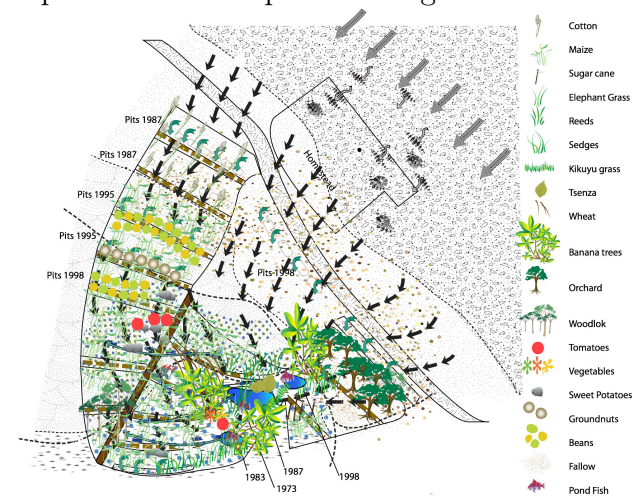 Cotton
Maize
Sugar cane
Elephant Grass
Reeds
Sedges
Kikuyu grass
Tsenza
Wheat
Banana trees
Orchard
Woodlok
Tomatoes
Vegetables
Sweet Potatoes
Groundnuts
Beans
Fallow
Pond Fish
Homestead
Pits 1987
Pits 1987
Pits 1995
Pits 1995
Pits 1998
Pits 1998
1983
1973
1987
1998